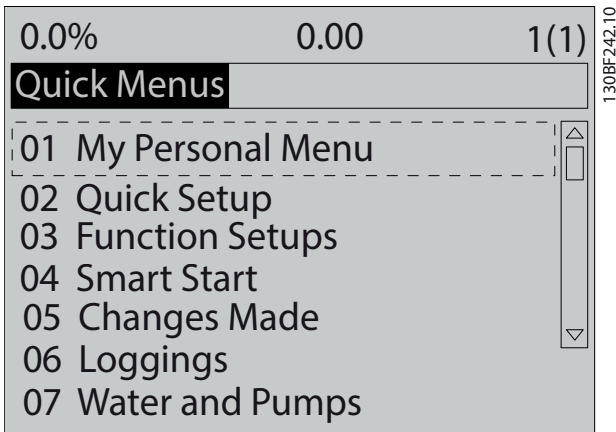 0.0% 0.00 1(1)
Quick Menus
01 My Personal Menu
02 Quick Setup
03 Function Setups
04 Smart Start
05 Changes Made
06 Loggings
07 Water and Pumps
130BF242.10